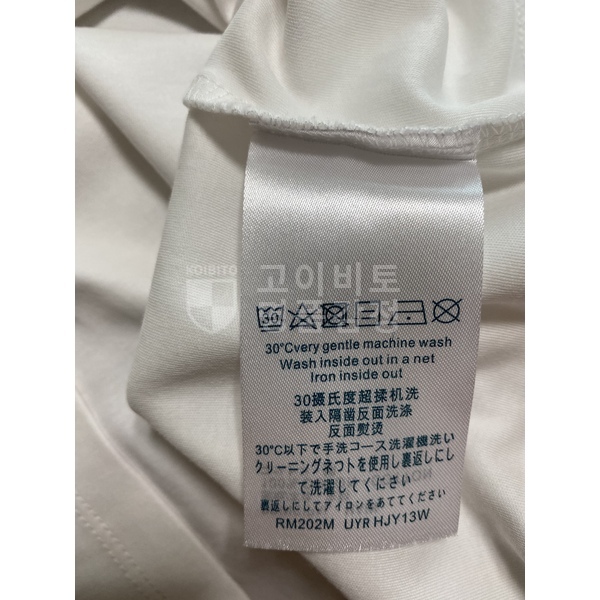 KOIBITO
고이비토
30
30°Cvery gentle machine wash
Wash inside out in a net
Iron inside out
30摄氏度超揉机洗
装入隔凿反面洗涤
反面熨烫
30°C以下で手洗コース洗濯機洗い
クリーニングネフトを使用し裏返しにし
て洗濯してください
裏返しにしてアイロンをあててください
RM202M UYR HJY13W